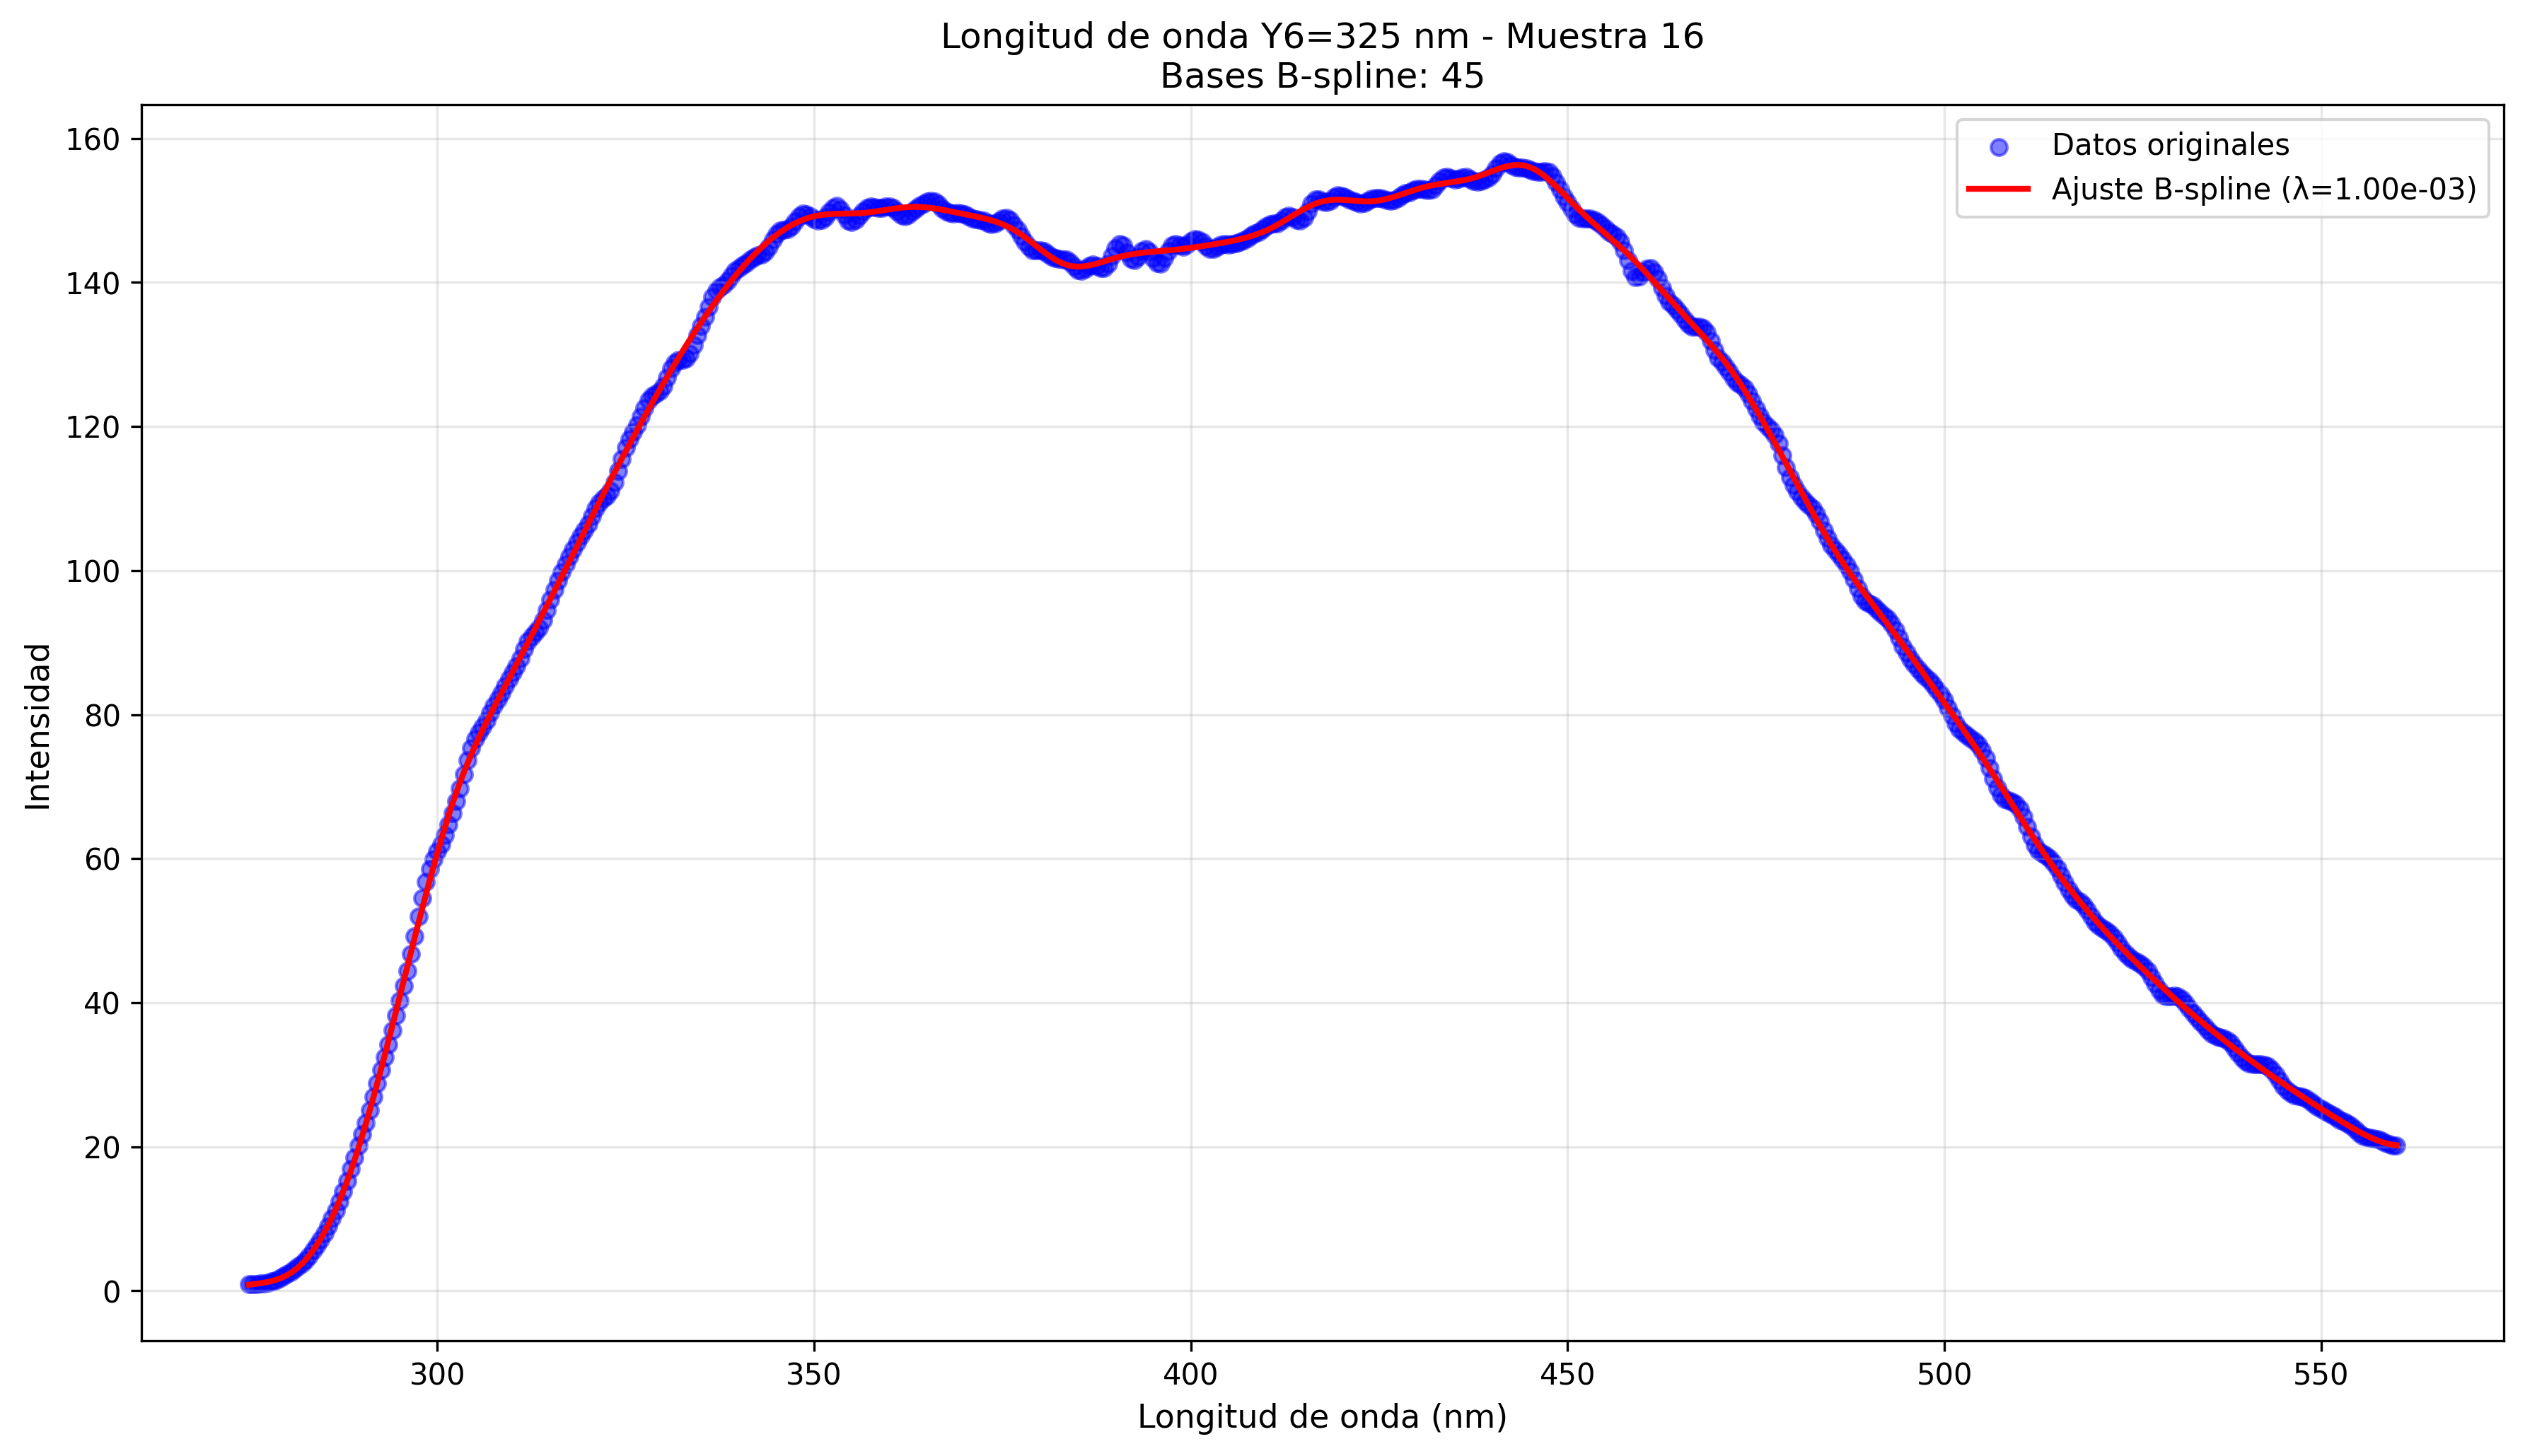 Longitud de onda Y6=325 nm - Muestra 16
Bases B-spline: 45
Datos originales
Ajuste B-spline (λ=1.00e-03)
160
140
120
100
80
60
40
20
0
Intensidad
300
350
400
450
500
550
Longitud de onda (nm)